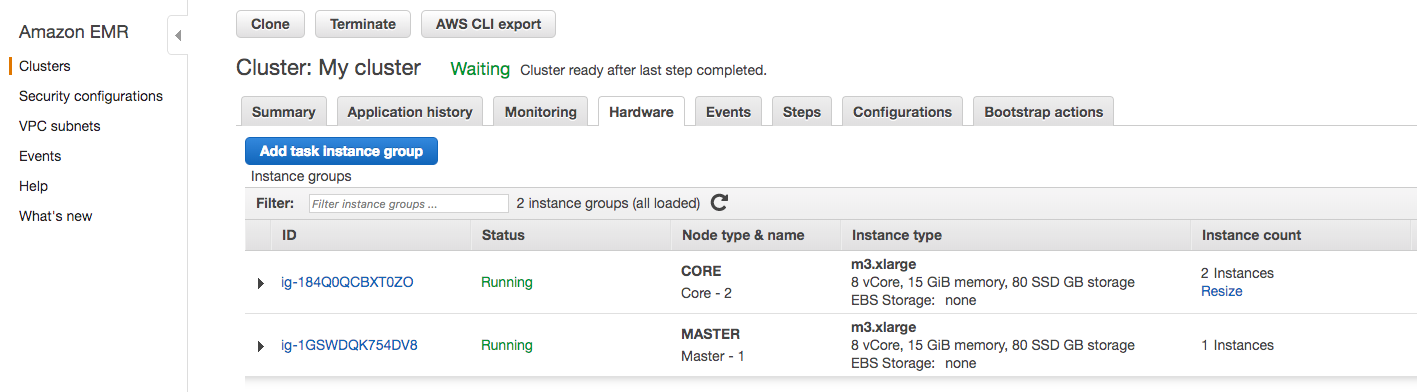 Amazon EMR
Clusters
Security configurations
VPC subnets
Events
Help
What's new
Clone Terminate AWS CLI export
Cluster: My cluster Waiting Cluster ready after last step completed.
Summary Application history Monitoring Hardware Events Steps Configurations Bootstrap actions
Add task instance group
Instance groups
Filter: Filter instance groups ... 2 instance groups (all loaded)
ID Status Node type & name Instance type Instance count
ig-184Q0QCBXT0ZO Running CORE m3.xlarge 2 Instances
Core - 2 8 vCore, 15 GiB memory, 80 SSD GB storage Resize
EBS Storage: none
ig-1GSWDQK754DV8 Running MASTER m3.xlarge 1 Instances
Master - 1 8 vCore, 15 GiB memory, 80 SSD GB storage
EBS Storage: none